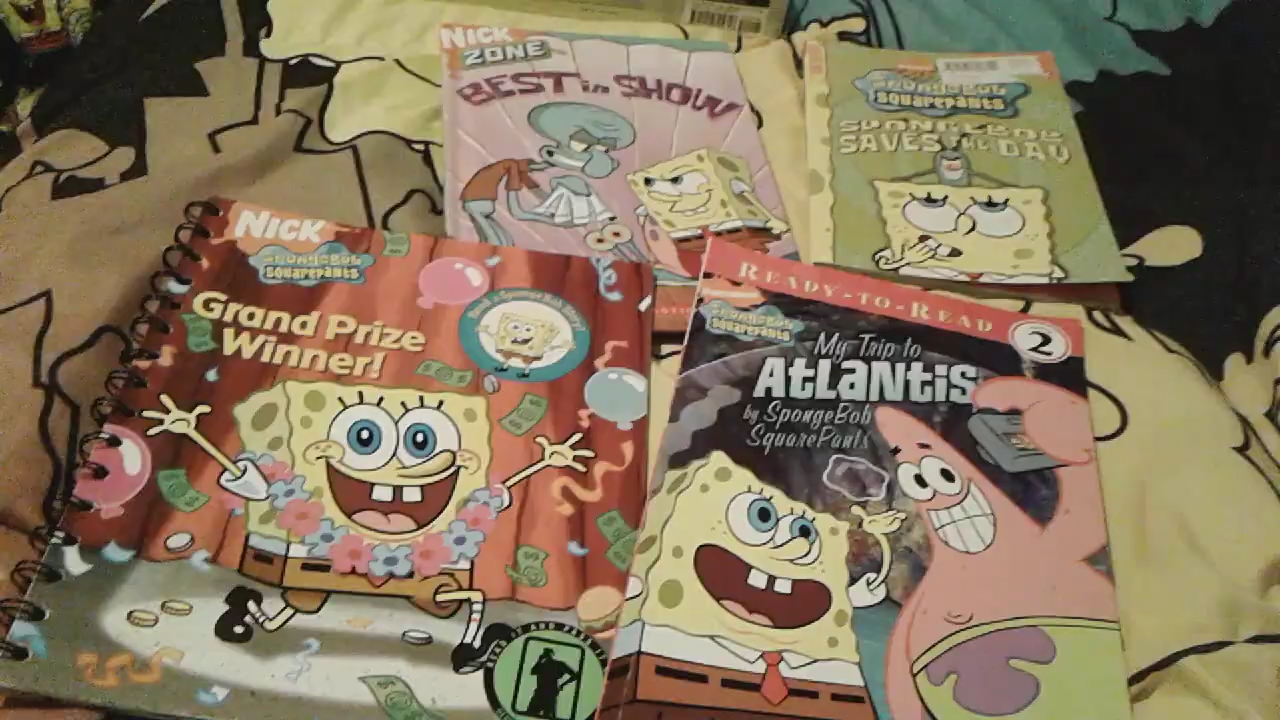 NICK
ZONE
BEST in SHOW
SPONGEBOB
SQUAREPANTS
SPONGEBOB
SAVES THE DAY
NICK
SPONGEBOB
SQUAREPANTS
Grand Prize
Winner!
READY-TO-READ
2
SPONGEBOB
SQUAREPANTS
My Trip to
ATLANTIS
by SpongeBob
SquarePants